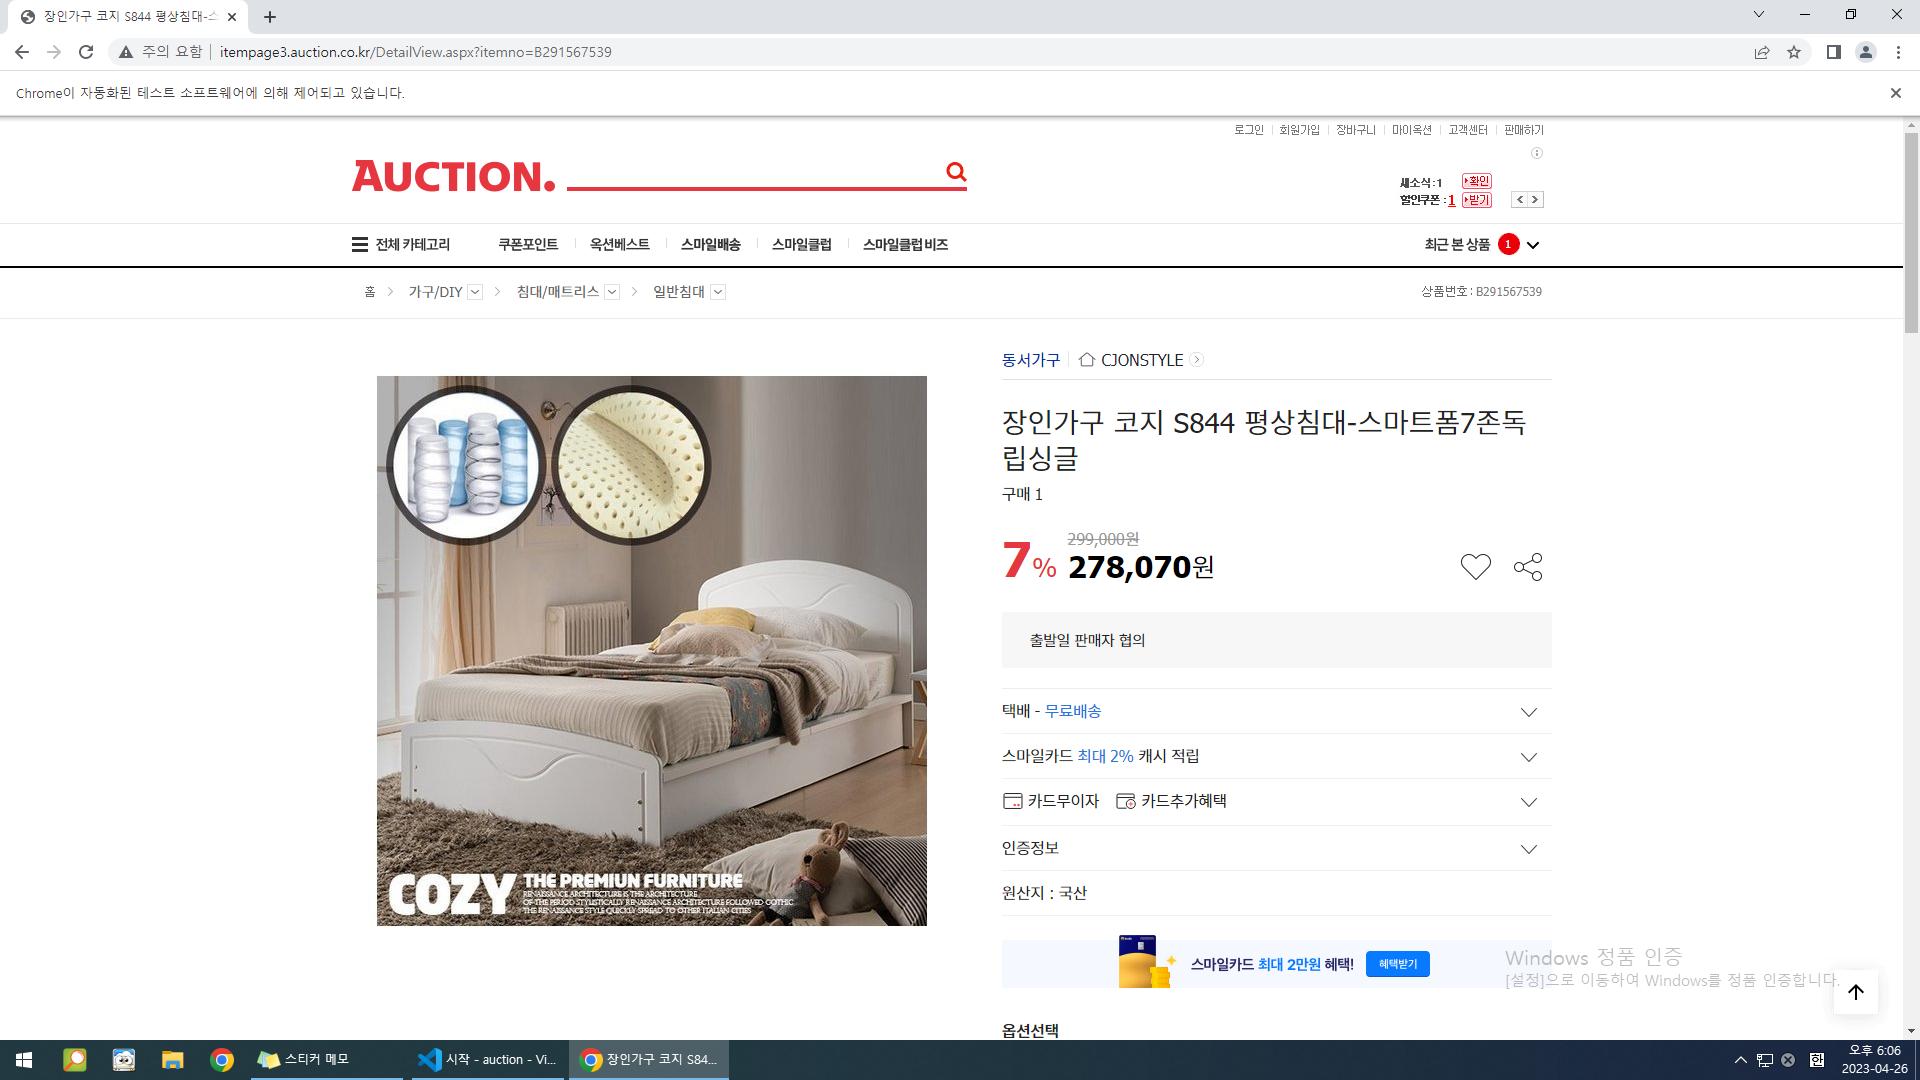 장인가구 코지 S844 평상침대-스
주의 요함
itempage3.auction.co.kr/DetailView.aspx?itemno=B291567539
Chrome이 자동화된 테스트 소프트웨어에 의해 제어되고 있습니다.
로그인 회원가입 장바구니 마이옥션 고객센터 판매하기
AUCTION.
새소식 : 1 확인
할인쿠폰 : 1 받기
전체 카테고리 쿠폰포인트 옥션베스트 스마일배송 스마일클럽 스마일클럽 비즈 최근 본 상품 1
홈 가구/DIY 침대/매트리스 일반침대 상품번호 : B291567539
동서가구 CJONSTYLE
장인가구 코지 S844 평상침대-스마트폼7존독
립싱글
구매 1
299,000원
7% 278,070원
출발일 판매자 협의
택배 - 무료배송
스마일카드 최대 2% 캐시 적립
카드무이자 카드추가혜택
인증정보
원산지 : 국산
COZY THE PREMIUN FURNITURE
RENAISSANCE ARCHITECTURE IS THE ARCHITECTURE
OF THE PERIOD STYLISTICALLY RENAISSANCE ARCHITECTURE FOLLOWED GOTHIC
THE RENAISSANCE STYLE QUICKLY SPREAD TO OTHER ITALIAN CITIES
스마일카드 최대 2만원 혜택! 혜택받기
Windows 정품 인증
[설정]으로 이동하여 Windows를 정품 인증합니다.
옵션선택
스티커 메모
시작 - auction - Vi...
장인가구 코지 S84...
한
오후 6:06
2023-04-26